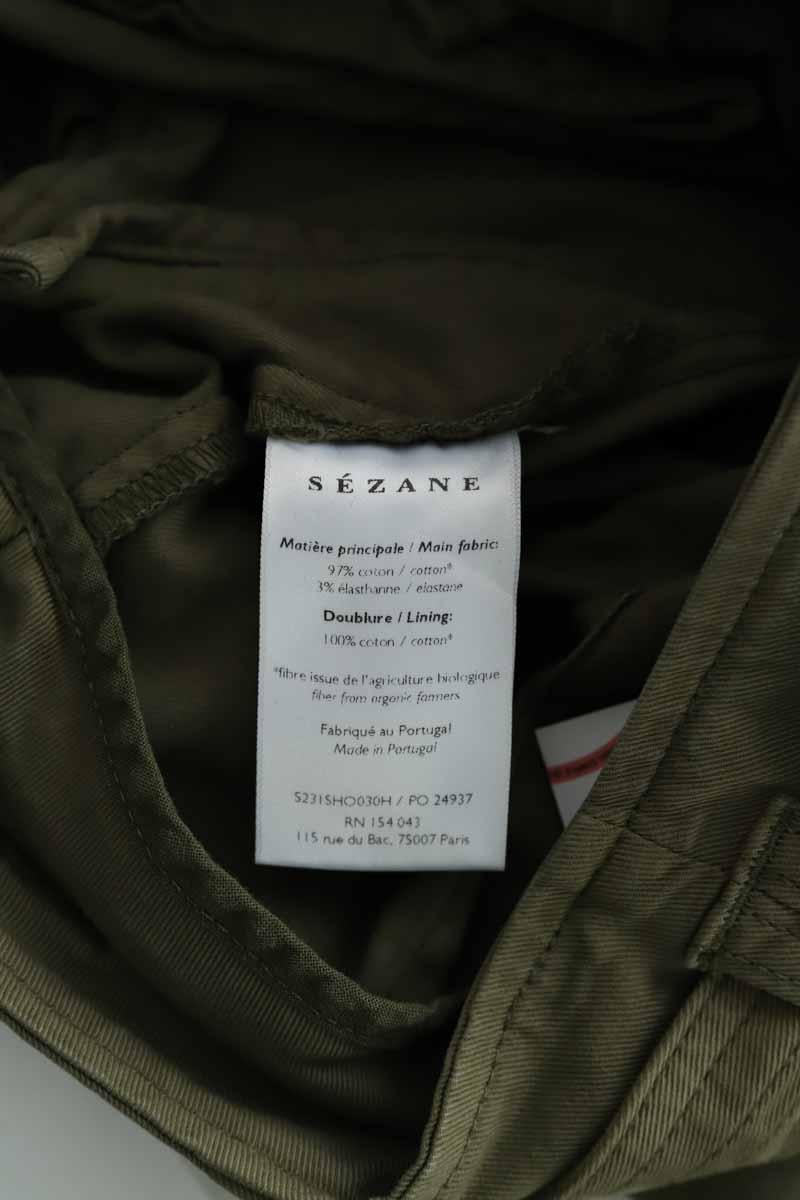 SÉZANE
Matière principale / Main fabric:
97% coton / cotton*
3% élasthanne / elastane
Doublure / Lining:
100% coton / cotton*
*fibre issue de l'agriculture biologique
fiber from organic farmers
Fabriqué au Portugal
Made in Portugal
S231SHO030H / PO 24937
RN 154 043
115 rue du Bac, 75007 Paris